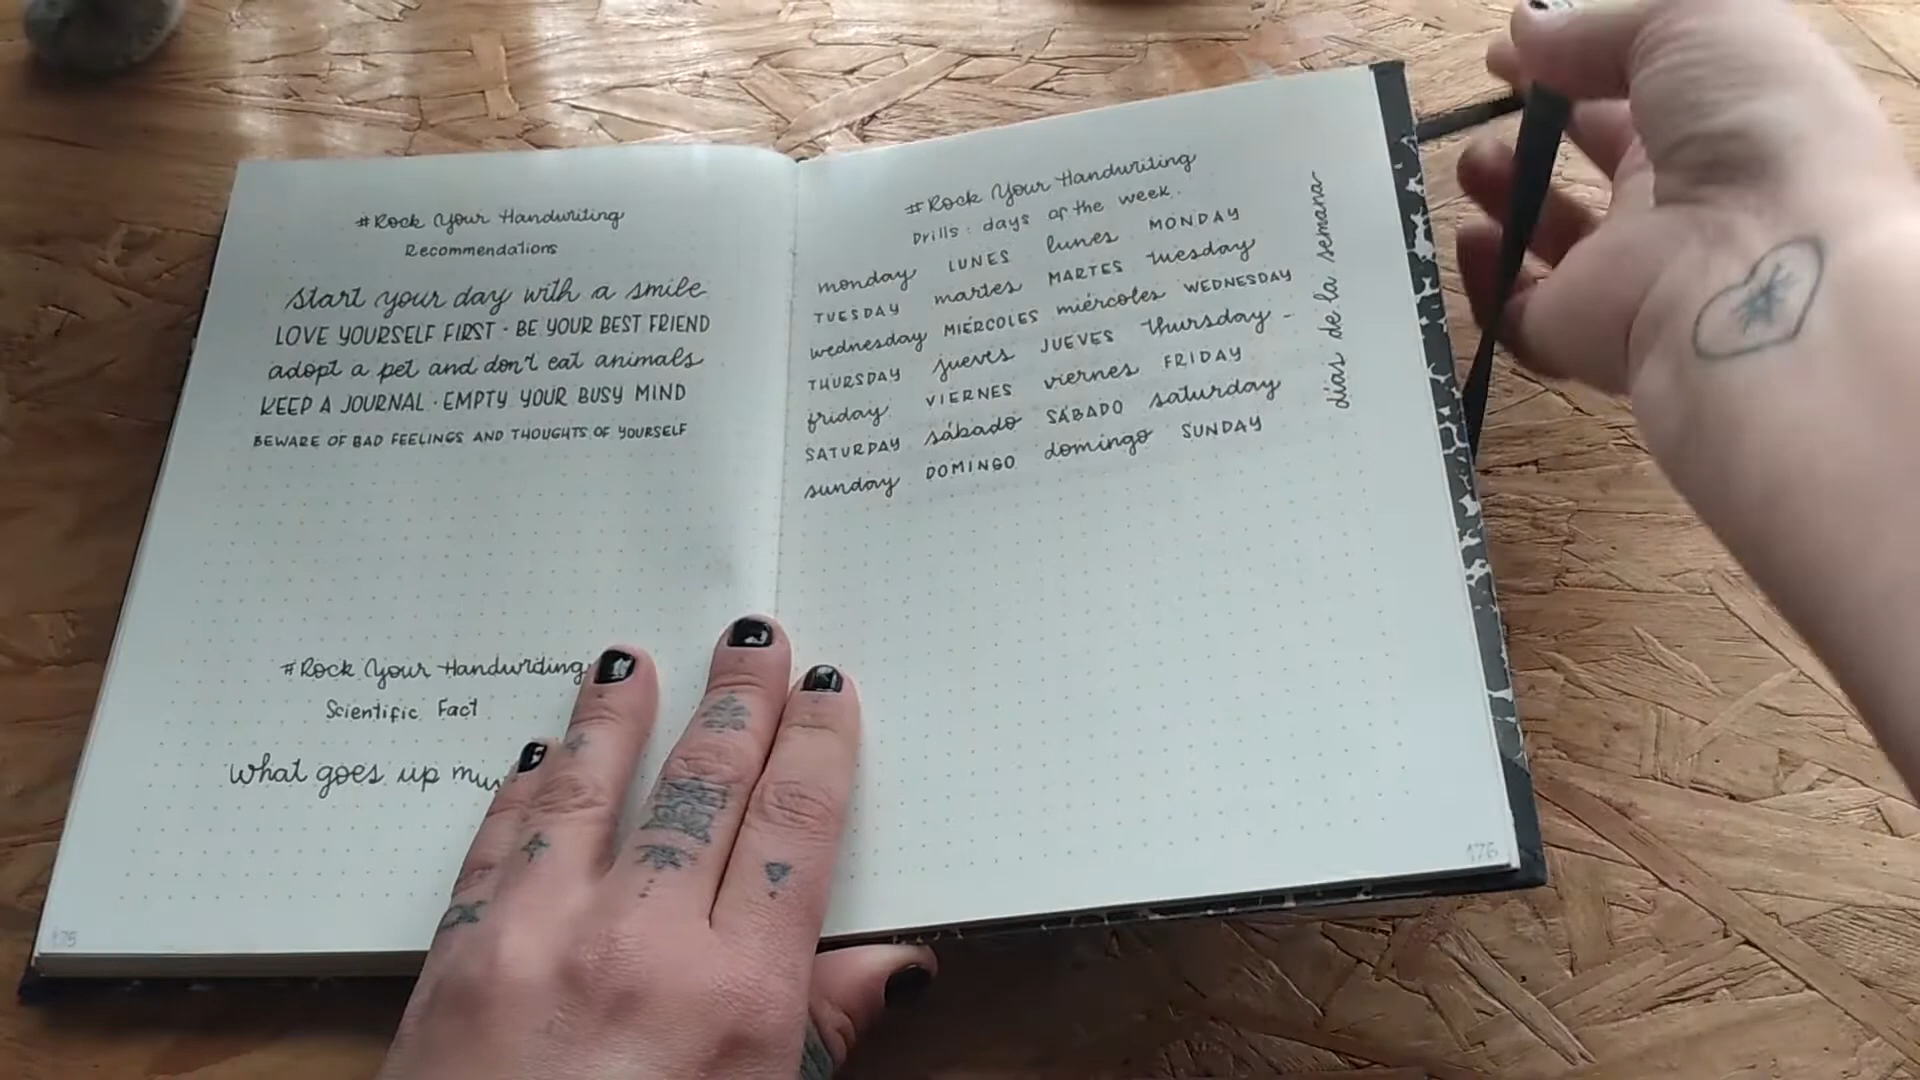 #Rock Your Handwriting
Recommendations
start your day with a smile
LOVE YOURSELF FIRST · BE YOUR BEST FRIEND
adopt a pet and don't eat animals
KEEP A JOURNAL · EMPTY YOUR BUSY MIND
BEWARE OF BAD FEELINGS AND THOUGHTS OF YOURSELF
#Rock Your Handwriting
Scientific Fact
what goes up
175
#Rock Your Handwriting
Drills: days of the week.
monday LUNES lunes MONDAY
TUESDAY martes MARTES tuesday
wednesday MIÉRCOLES miércoles WEDNESDAY
THURSDAY jueves JUEVES thursday -
friday VIERNES viernes FRIDAY
SATURDAY sábado SÁBADO saturday
sunday DOMINGO domingo SUNDAY
días de la semana
176